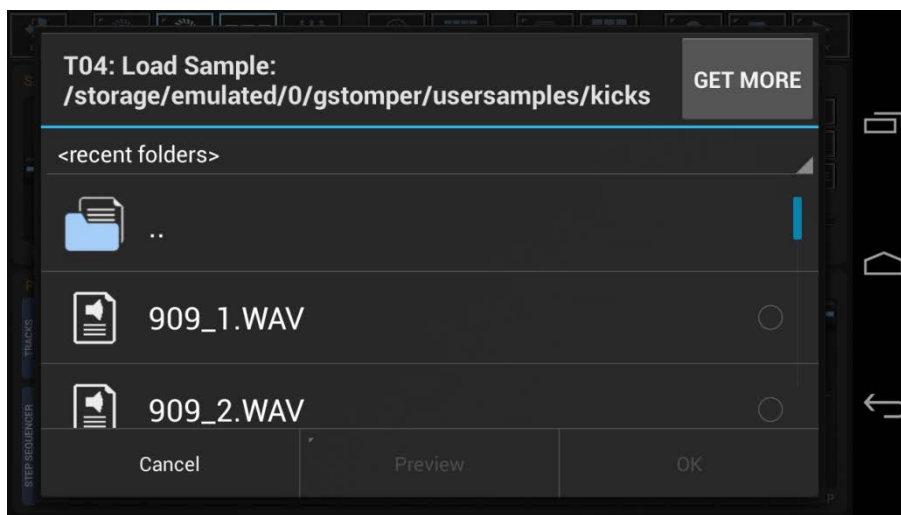 T04: Load Sample:
/storage/emulated/0/gstomper/usersamples/kicks
GET MORE
<recent folders>
..
909_1.WAV
909_2.WAV
Cancel
Preview
OK
TRACKS
STEP SEQUENCER